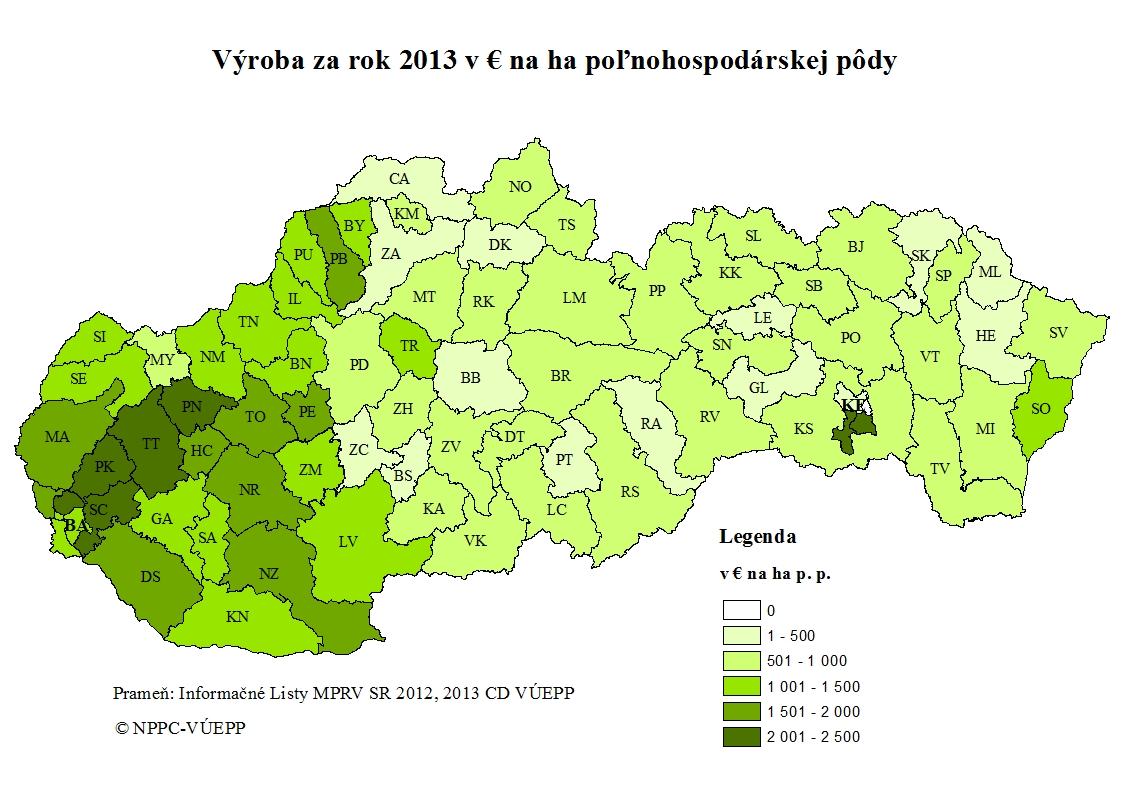 Výroba za rok 2013 v € na ha poľnohospodárskej pôdy
CA
NO
KM
BY
TS
SL
BJ
DK
ZA
PU
PB
SK
KK
SP
ML
SB
IL
MT
RK
LM
PP
LE
TN
SI
HE
SV
PO
SN
TR
MY
NM
VT
BN
PD
BB
BR
SE
GL
KE
PN
TO
PE
ZH
SO
RV
RA
KS
MI
MA
TT
HC
ZC
ZV
DT
PT
PK
ZM
BS
TV
NR
RS
SC
KA
LC
BA
GA
SA
LV
VK
Legenda
DS
NZ
v € na ha p. p.
KN
0
1 - 500
501 - 1 000
1 001 - 1 500
1 501 - 2 000
2 001 - 2 500
Prameň: Informačné Listy MPRV SR 2012, 2013 CD VÚEPP
© NPPC-VÚEPP